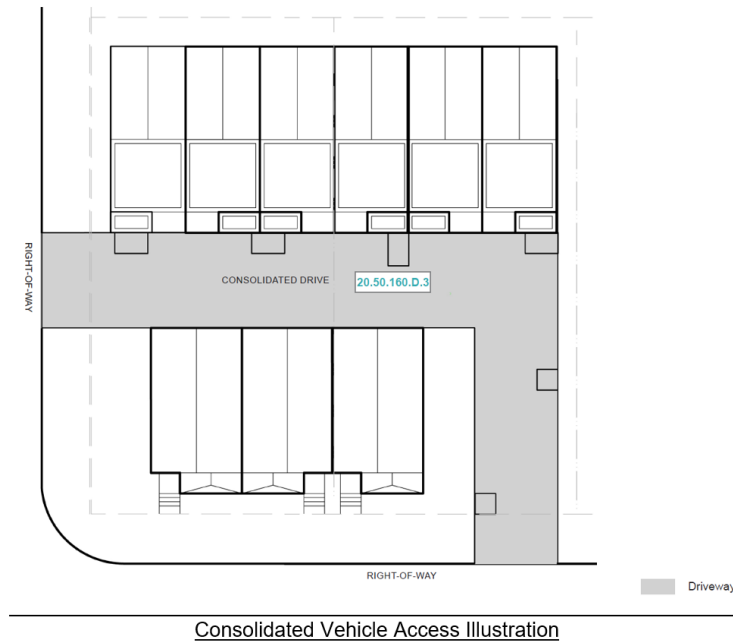 RIGHT-OF-WAY
CONSOLIDATED DRIVE
20.50.160.D.3
RIGHT-OF-WAY
Driveway
Consolidated Vehicle Access Illustration